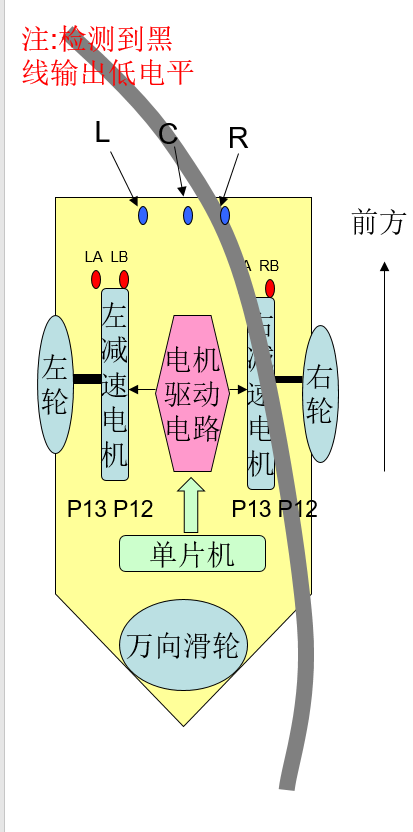 注:检测到黑
线输出低电平
L C R
前方
LA LB
A RB
左减速电机
右减速电机
左轮
电机
驱动
电路
右轮
P13 P12
P13 P12
单片机
万向滑轮